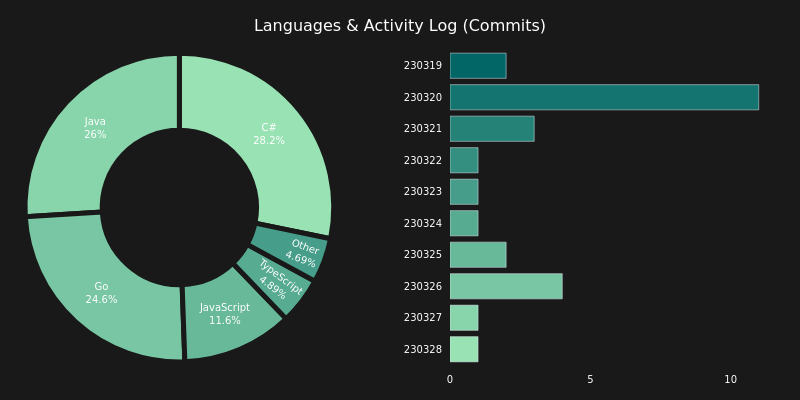 Languages & Activity Log (Commits)
Java
26%
C#
28.2%
Other
4.69%
TypeScript
4.89%
Go
24.6%
JavaScript
11.6%
230319
230320
230321
230322
230323
230324
230325
230326
230327
230328
0
5
10